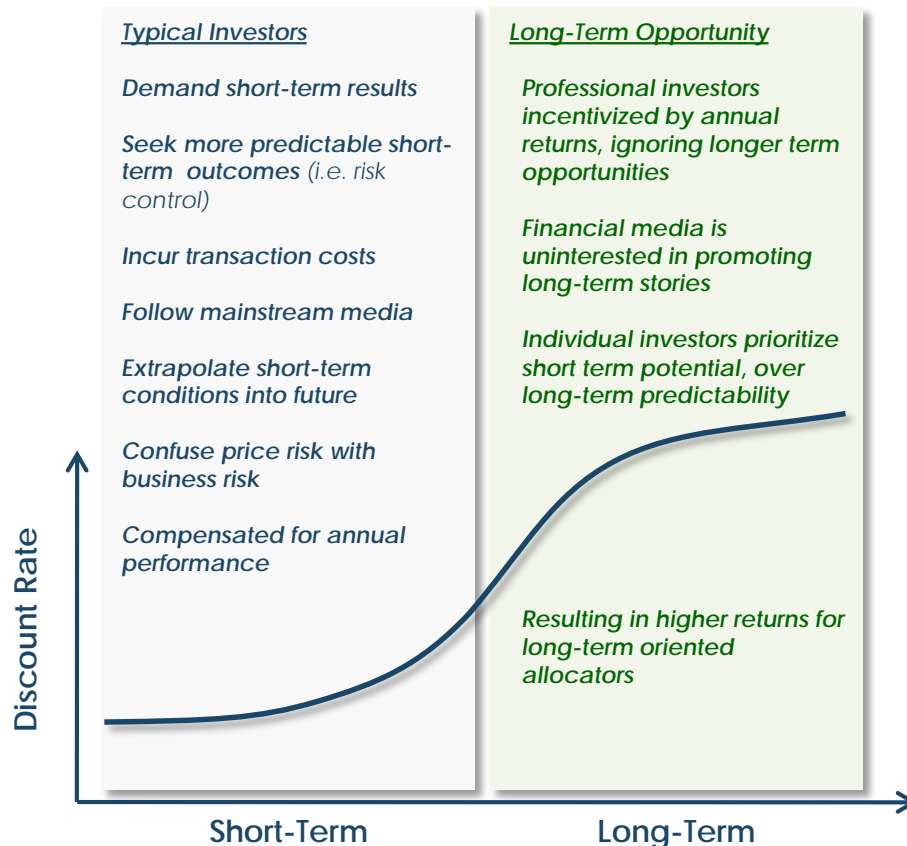 Typical Investors
Demand short-term results
Seek more predictable short-
term outcomes (i.e. risk
control)
Incur transaction costs
Follow mainstream media
Extrapolate short-term
conditions into future
Confuse price risk with
business risk
Compensated for annual
performance
Long-Term Opportunity
Professional investors
incentivized by annual
returns, ignoring longer term
opportunities
Financial media is
uninterested in promoting
long-term stories
Individual investors prioritize
short term potential, over
long-term predictability
Resulting in higher returns for
long-term oriented
allocators
Discount Rate
Short-Term
Long-Term